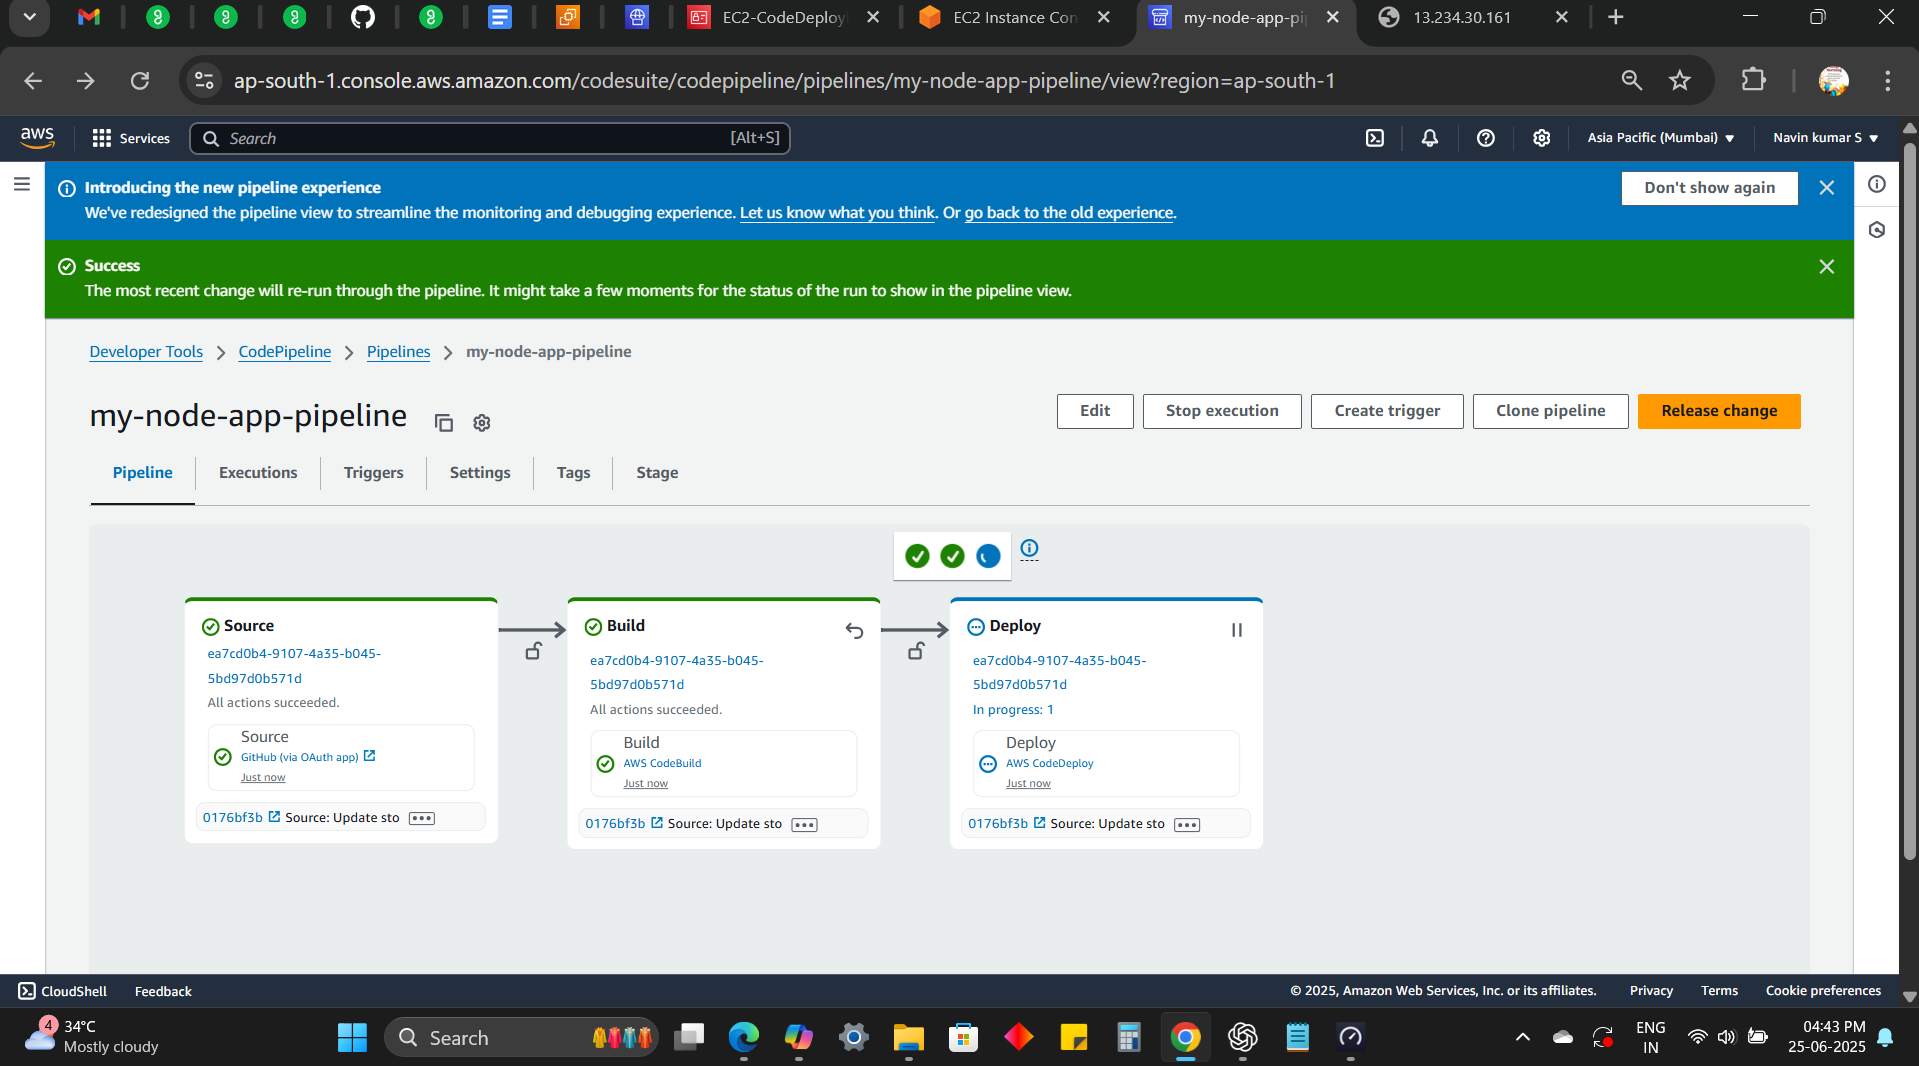 EC2-CodeDeploy
EC2 Instance Con
my-node-app-pi
13.234.30.161
ap-south-1.console.aws.amazon.com/codesuite/codepipeline/pipelines/my-node-app-pipeline/view?region=ap-south-1
aws
Services
Search
[Alt+S]
Asia Pacific (Mumbai)
Navin kumar S
Introducing the new pipeline experience
We've redesigned the pipeline view to streamline the monitoring and debugging experience. Let us know what you think. Or go back to the old experience.
Don't show again
Success
The most recent change will re-run through the pipeline. It might take a few moments for the status of the run to show in the pipeline view.
Developer Tools
CodePipeline
Pipelines
my-node-app-pipeline
my-node-app-pipeline
Edit
Stop execution
Create trigger
Clone pipeline
Release change
Pipeline
Executions
Triggers
Settings
Tags
Stage
Source
ea7cd0b4-9107-4a35-b045-
5bd97d0b571d
All actions succeeded.
Source
GitHub (via OAuth app)
Just now
0176bf3b Source: Update sto
Build
ea7cd0b4-9107-4a35-b045-
5bd97d0b571d
All actions succeeded.
Build
AWS CodeBuild
Just now
0176bf3b Source: Update sto
Deploy
ea7cd0b4-9107-4a35-b045-
5bd97d0b571d
In progress: 1
Deploy
AWS CodeDeploy
Just now
0176bf3b Source: Update sto
CloudShell
Feedback
© 2025, Amazon Web Services, Inc. or its affiliates.
Privacy
Terms
Cookie preferences
4
34°C
Mostly cloudy
Search
ENG
IN
04:43 PM
25-06-2025